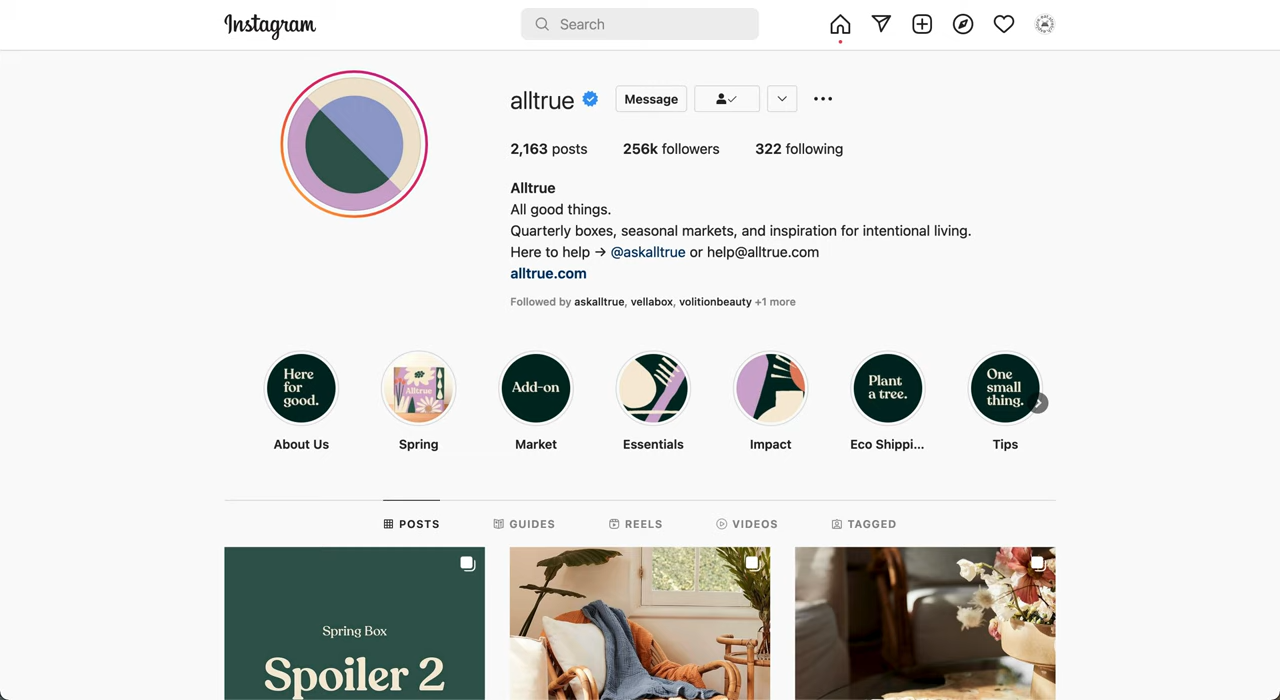 Instagram
Search
alltrue
Message
2,163 posts 256k followers 322 following
Alltrue
All good things.
Quarterly boxes, seasonal markets, and inspiration for intentional living.
Here to help → @askalltrue or help@alltrue.com
alltrue.com
Followed by askalltrue, vellabox, volitionbeauty +1 more
Here
for
good.
Alltrue
Add-on
Plant
a tree.
One
small
thing.
About Us
Spring
Market
Essentials
Impact
Eco Shippi...
Tips
POSTS
GUIDES
REELS
VIDEOS
TAGGED
Spring Box
Spoiler 2